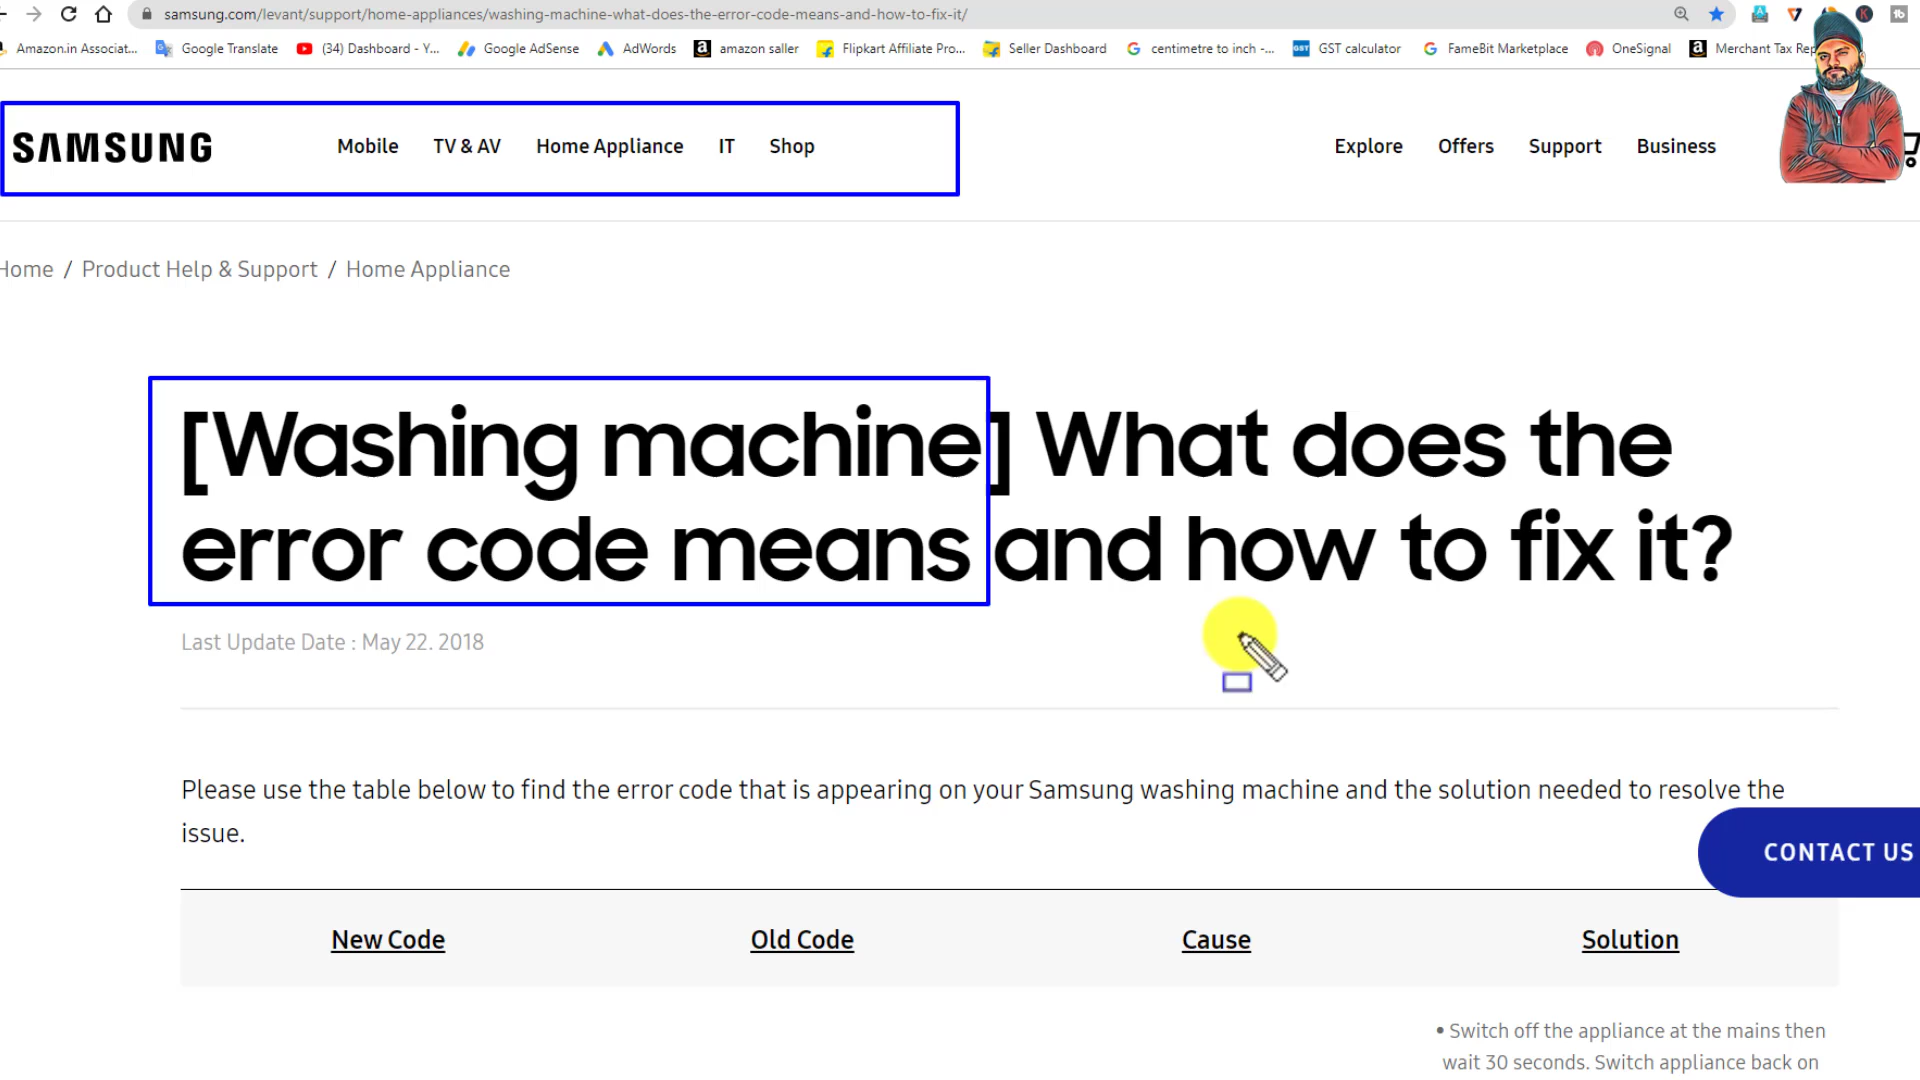 samsung.com/levant/support/home-appliances/washing-machine-what-does-the-error-code-means-and-how-to-fix-it/
Amazon.in Associat... Google Translate (34) Dashboard - Y... Google AdSense AdWords amazon seller Flipkart Affiliate Pro... Seller Dashboard centimetre to inch -... GST calculator FameBit Marketplace OneSignal Merchant Tax Rep
SAMSUNG Mobile TV & AV Home Appliance IT Shop Explore Offers Support Business
Home / Product Help & Support / Home Appliance
[Washing machine] What does the
error code means and how to fix it?
Last Update Date : May 22. 2018
Please use the table below to find the error code that is appearing on your Samsung washing machine and the solution needed to resolve the
issue.
CONTACT US
New Code Old Code Cause Solution
• Switch off the appliance at the mains then
wait 30 seconds. Switch appliance back on